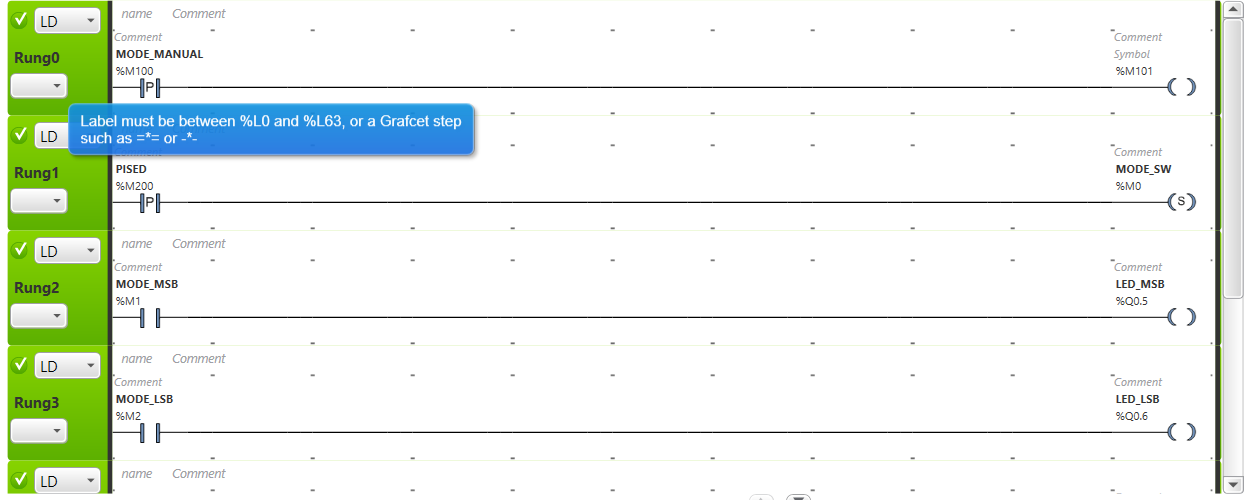 LD
name Comment
Comment
Comment
Rung0
MODE_MANUAL
Symbol
%M100
%M101
P
Label must be between %L0 and %L63, or a Grafcet step
such as =*= or -*-
LD
Comment
Rung1
PISED
MODE_SW
%M200
%M0
P
S
LD
name Comment
Comment
Comment
Rung2
MODE_MSB
LED_MSB
%M1
%Q0.5
LD
name Comment
Comment
Comment
Rung3
MODE_LSB
LED_LSB
%M2
%Q0.6
LD
name Comment